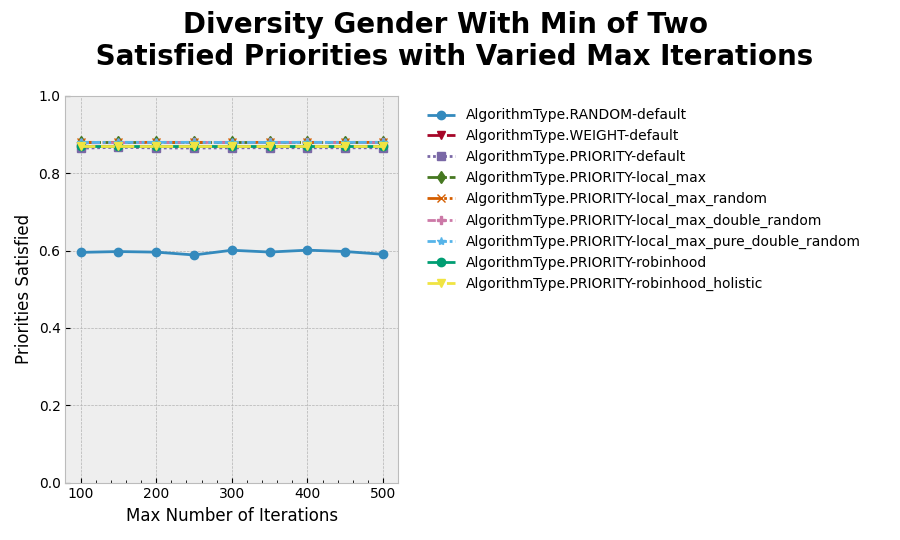 Diversity Gender With Min of Two
Satisfied Priorities with Varied Max Iterations
1.0
0.8
0.6
0.4
0.2
0.0
Priorities Satisfied
100 200 300 400 500
Max Number of Iterations
AlgorithmType.RANDOM-default
AlgorithmType.WEIGHT-default
AlgorithmType.PRIORITY-default
AlgorithmType.PRIORITY-local_max
AlgorithmType.PRIORITY-local_max_random
AlgorithmType.PRIORITY-local_max_double_random
AlgorithmType.PRIORITY-local_max_pure_double_random
AlgorithmType.PRIORITY-robinhood
AlgorithmType.PRIORITY-robinhood_holistic